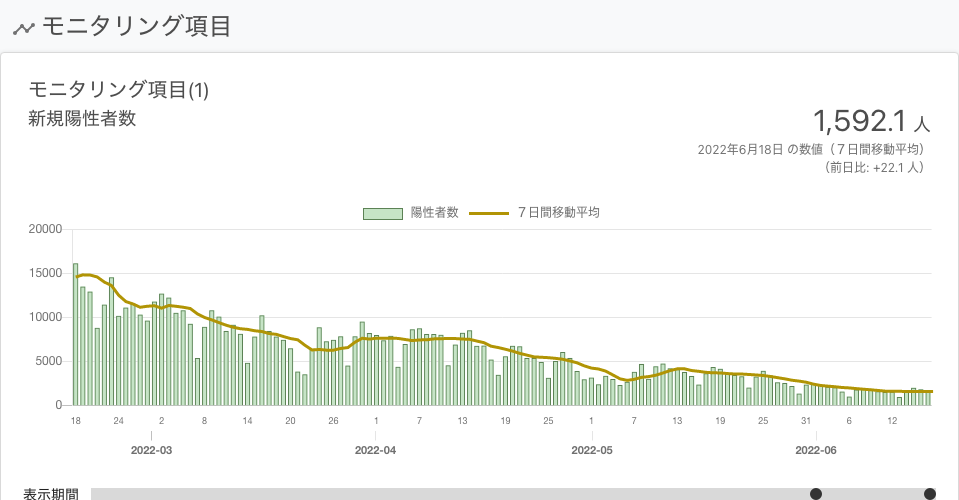 モニタリング項目
モニタリング項目(1)
新規陽性者数
1,592.1 人
2022年6月18日 の数値（７日間移動平均）
（前日比: +22.1 人）
陽性者数 ７日間移動平均
20000
15000
10000
5000
0
18 24 2 8 14 20 1 7 13 19 25 1 7 13 19 25 31 6 12
2022-03 2022-04 2022-05 2022-06
表示期間